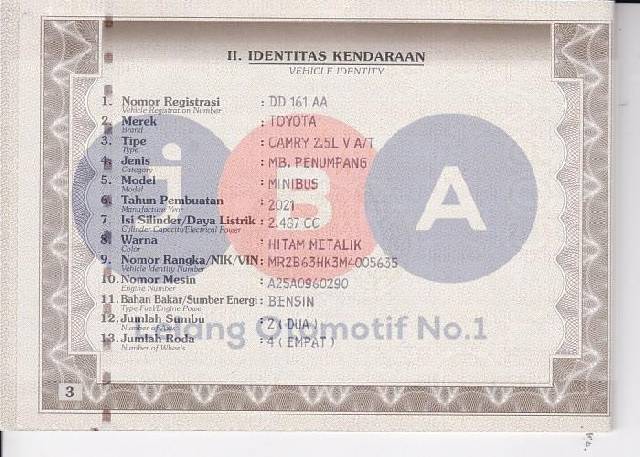 II. IDENTITAS KENDARAAN
VEHICLE IDENTITY
1. Nomor Registrasi : DD 161 AA
Vehicle Registration Number
2. Merek : TOYOTA
Brand
3. Tipe : CAMRY 2.5L V A/T
Type
4. Jenis : MB. PENUMPANG
Category
5. Model : MINIBUS
Model
6. Tahun Pembuatan : 2021
Manufacture Year
7. Isi Silinder/Daya Listrik : 2.487 CC
Cylinder Capacity/Electrical Power
8. Warna : HITAM METALIK
Color
9. Nomor Rangka/NIK/VIN : MR2B63HK3M4005635
Vehicle Identity Number
10. Nomor Mesin : A25A0960290
Engine Number
11. Bahan Bakar/Sumber Energi : BENSIN
Type Fuel/Engine Power
12. Jumlah Sumbu : 2 ( DUA )
Number of
13. Jumlah Roda : 4 ( EMPAT )
Number of Wheels
iBA
Lelang Otomotif No.1
3